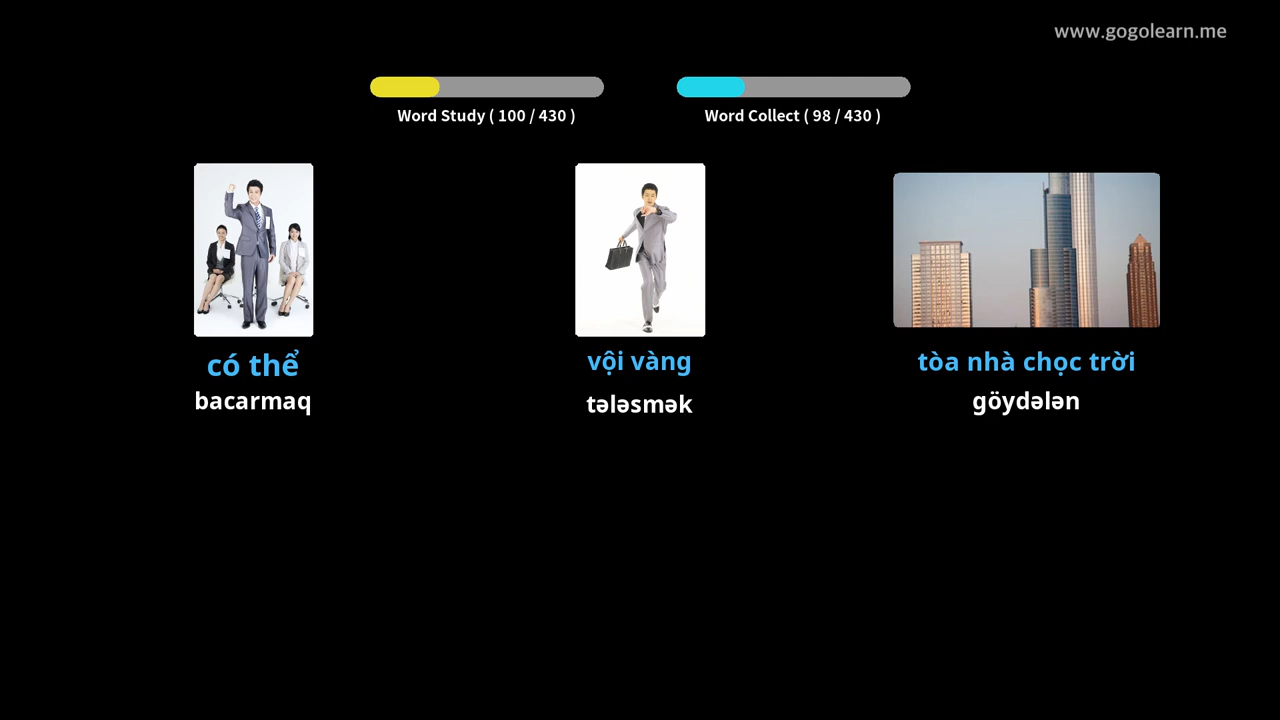 www.gogolearn.me
Word Study ( 100 / 430 )
Word Collect ( 98 / 430 )
có thể
bacarmaq
vội vàng
tələsmək
tòa nhà chọc trời
göydələn